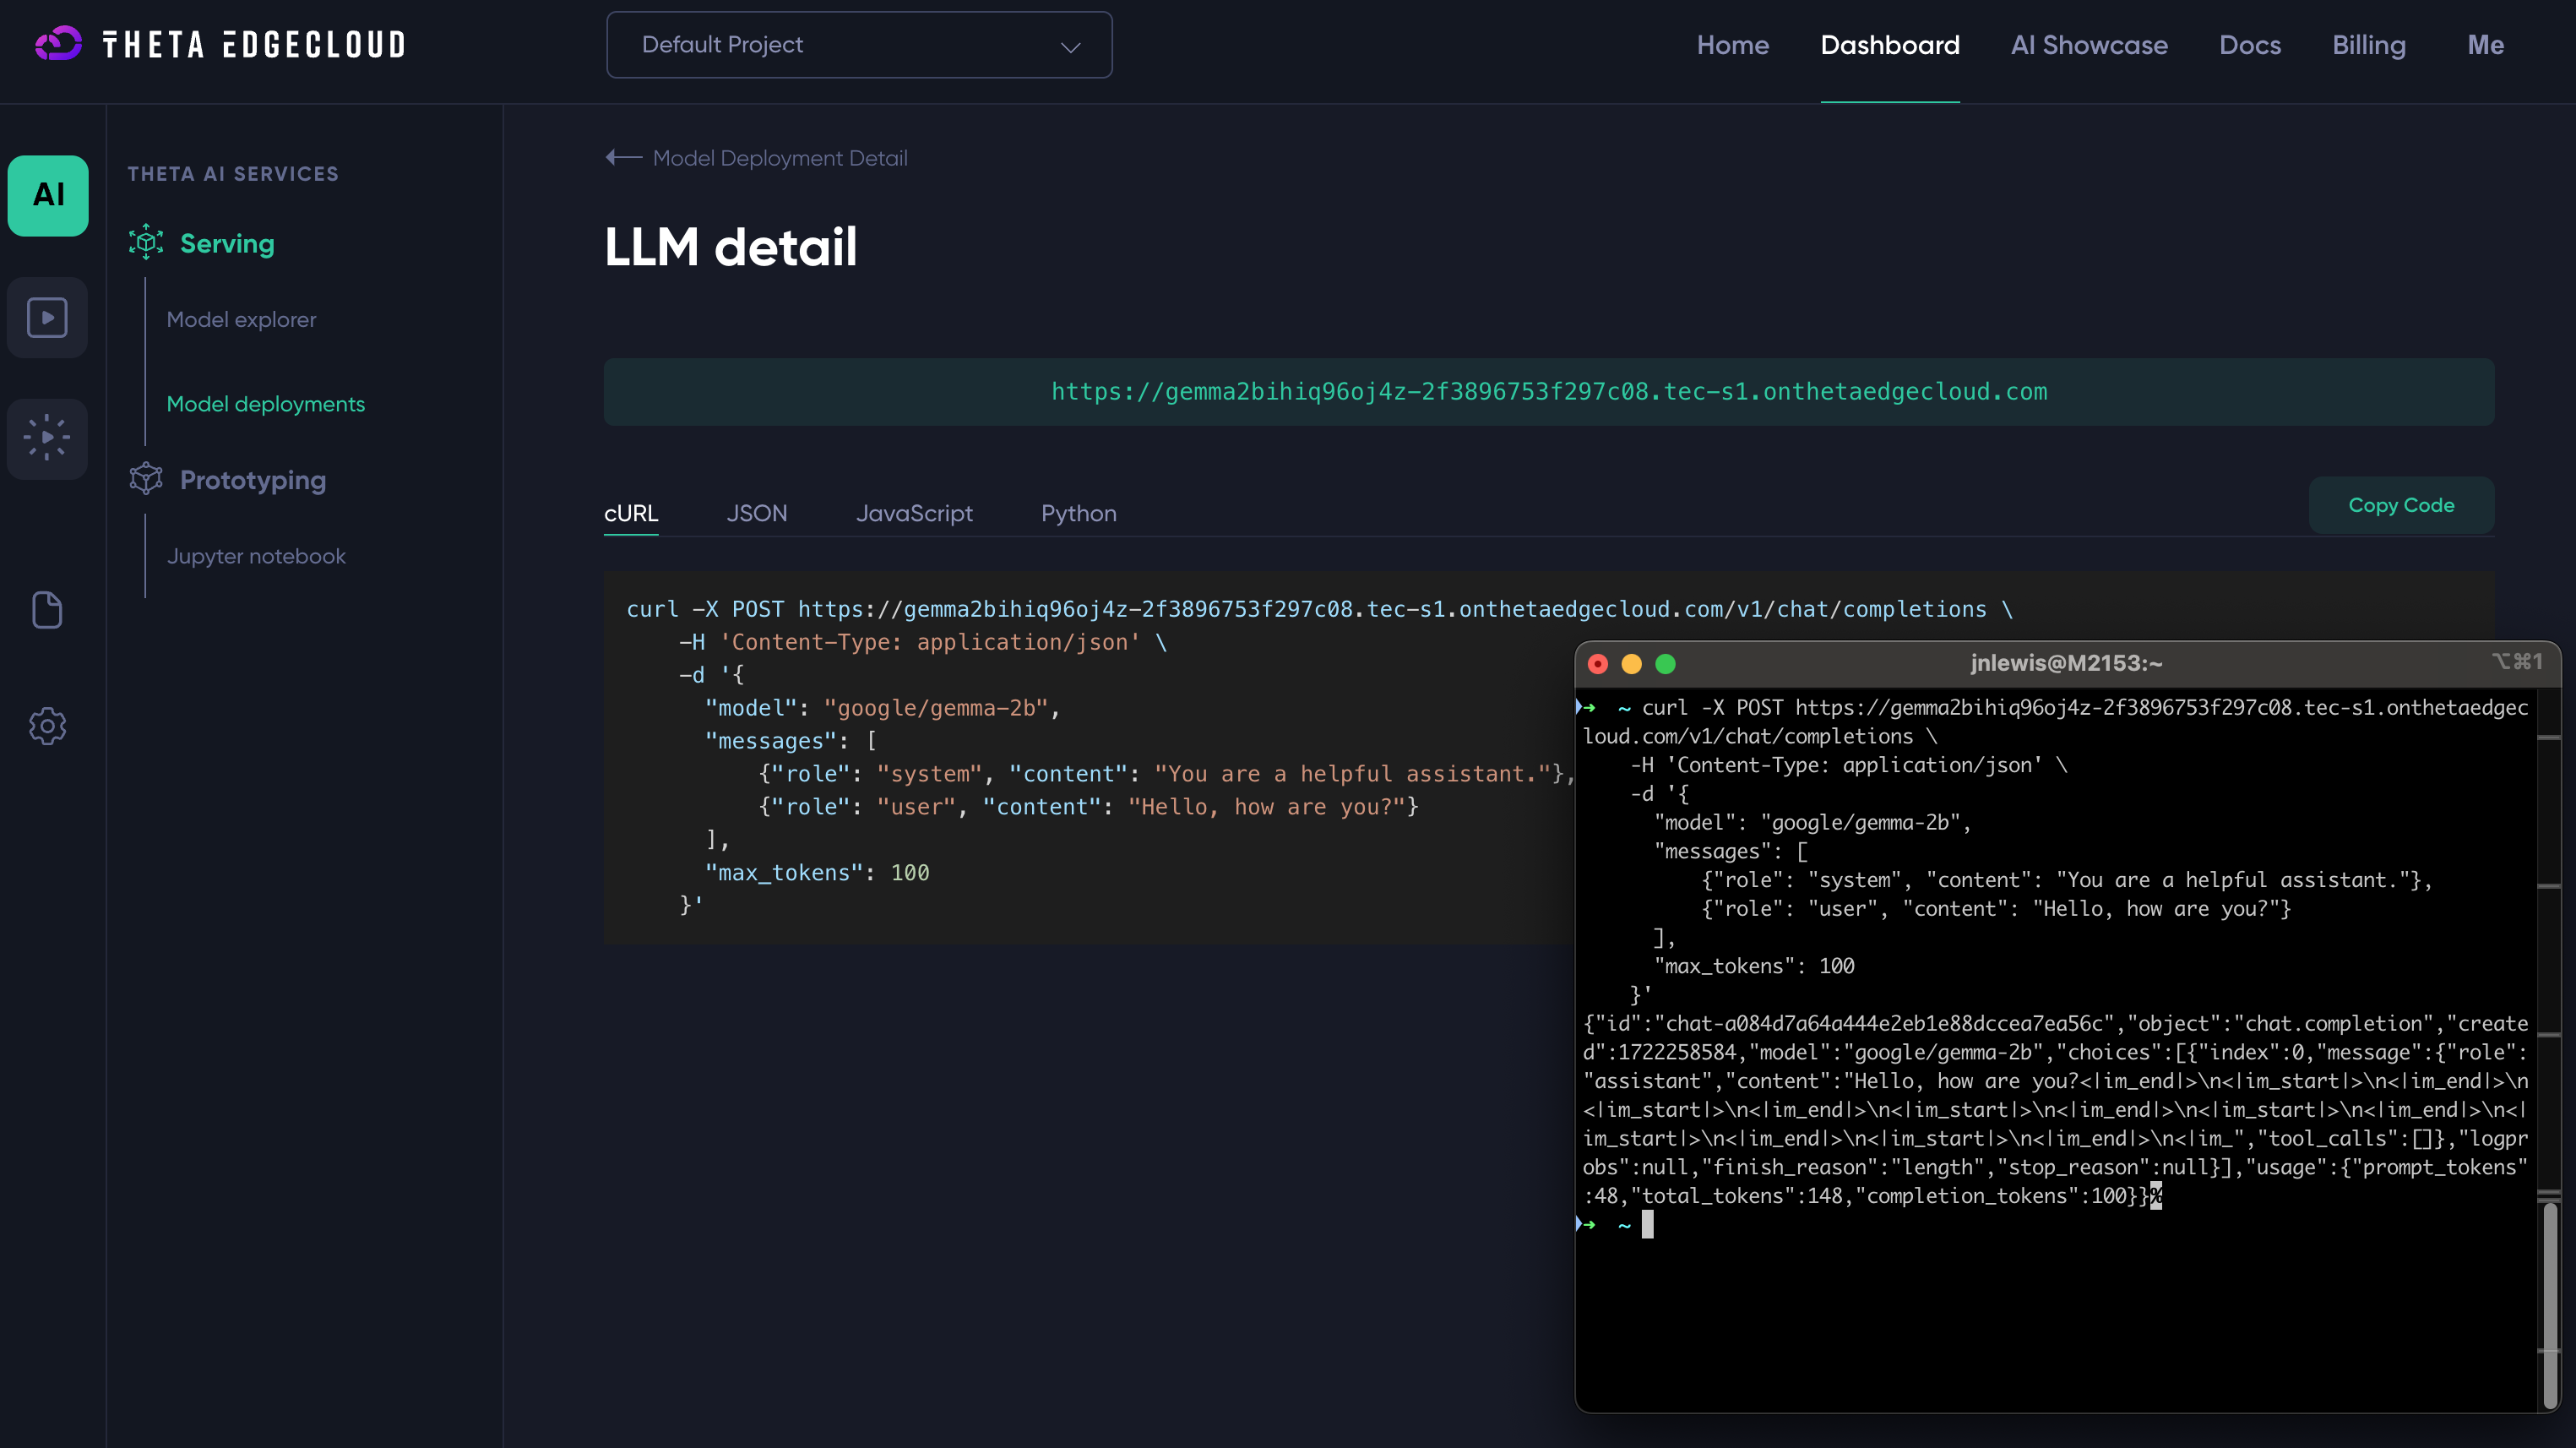 THETA EDGECLOUD
Default Project
Home Dashboard AI Showcase Docs Billing Me
AI
THETA AI SERVICES
Serving
Model explorer
Model deployments
Prototyping
Jupyter notebook
Model Deployment Detail
LLM detail
https://gemma2bihiq96oj4z-2f3896753f297c08.tec-s1.onthetaedgecloud.com
cURL JSON JavaScript Python
Copy Code
curl -X POST https://gemma2bihiq96oj4z-2f3896753f297c08.tec-s1.onthetaedgecloud.com/v1/chat/completions \
-H 'Content-Type: application/json' \
-d '{
"model": "google/gemma-2b",
"messages": [
{"role": "system", "content": "You are a helpful assistant."},
{"role": "user", "content": "Hello, how are you?"}
],
"max_tokens": 100
}'
jnlewis@M2153:~
⌥⌘1
➜ ~ curl -X POST https://gemma2bihiq96oj4z-2f3896753f297c08.tec-s1.onthetaedgec
loud.com/v1/chat/completions \
-H 'Content-Type: application/json' \
-d '{
"model": "google/gemma-2b",
"messages": [
{"role": "system", "content": "You are a helpful assistant."},
{"role": "user", "content": "Hello, how are you?"}
],
"max_tokens": 100
}'
{"id":"chat-a084d7a64a444e2eb1e88dccea7ea56c","object":"chat.completion","create
d":1722258584,"model":"google/gemma-2b","choices":[{"index":0,"message":{"role":
"assistant","content":"Hello, how are you?<|im_end|>\n<|im_start|>\n<|im_end|>\n
<|im_start|>\n<|im_end|>\n<|im_start|>\n<|im_end|>\n<|im_start|>\n<|im_end|>\n<|
im_start|>\n<|im_end|>\n<|im_start|>\n<|im_end|>\n<|im_","tool_calls":[]},"logpr
obs":null,"finish_reason":"length","stop_reason":null}],"usage":{"prompt_tokens"
:48,"total_tokens":148,"completion_tokens":100}}%
➜ ~